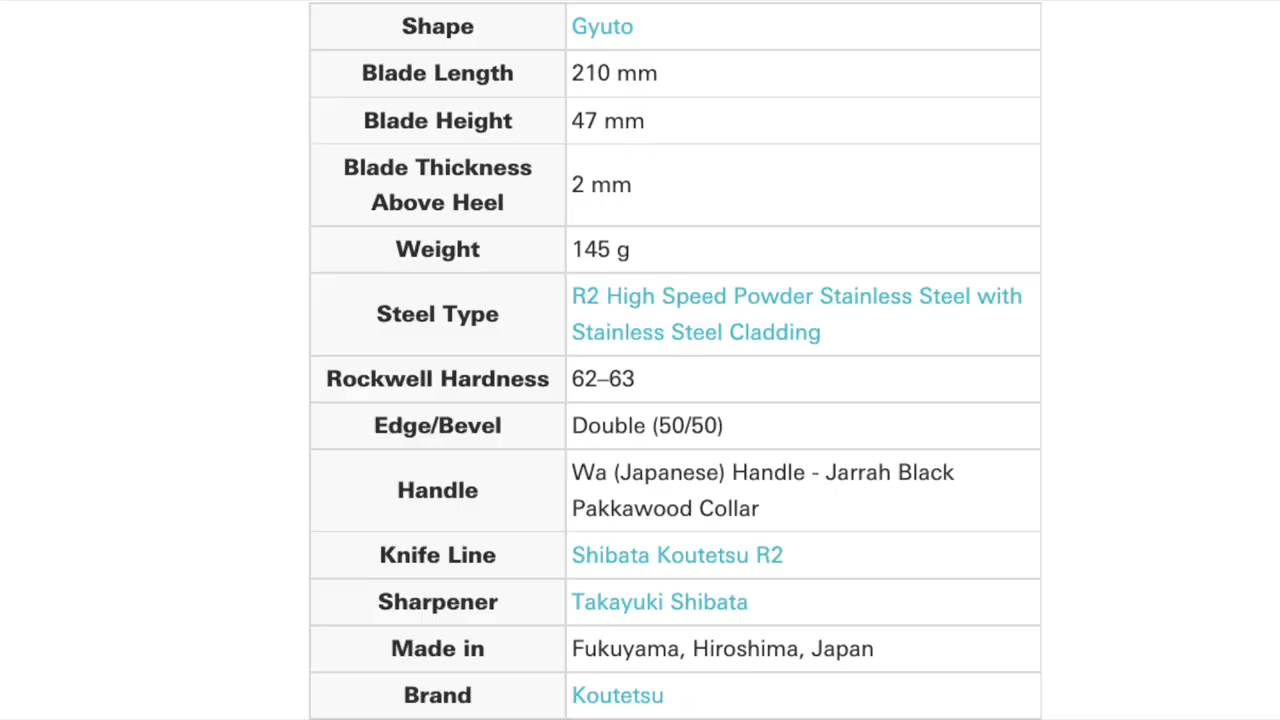 Shape
Gyuto
Blade Length
210 mm
Blade Height
47 mm
Blade Thickness
Above Heel
2 mm
Weight
145 g
Steel Type
R2 High Speed Powder Stainless Steel with
Stainless Steel Cladding
Rockwell Hardness
62–63
Edge/Bevel
Double (50/50)
Handle
Wa (Japanese) Handle - Jarrah Black
Pakkawood Collar
Knife Line
Shibata Koutetsu R2
Sharpener
Takayuki Shibata
Made in
Fukuyama, Hiroshima, Japan
Brand
Koutetsu